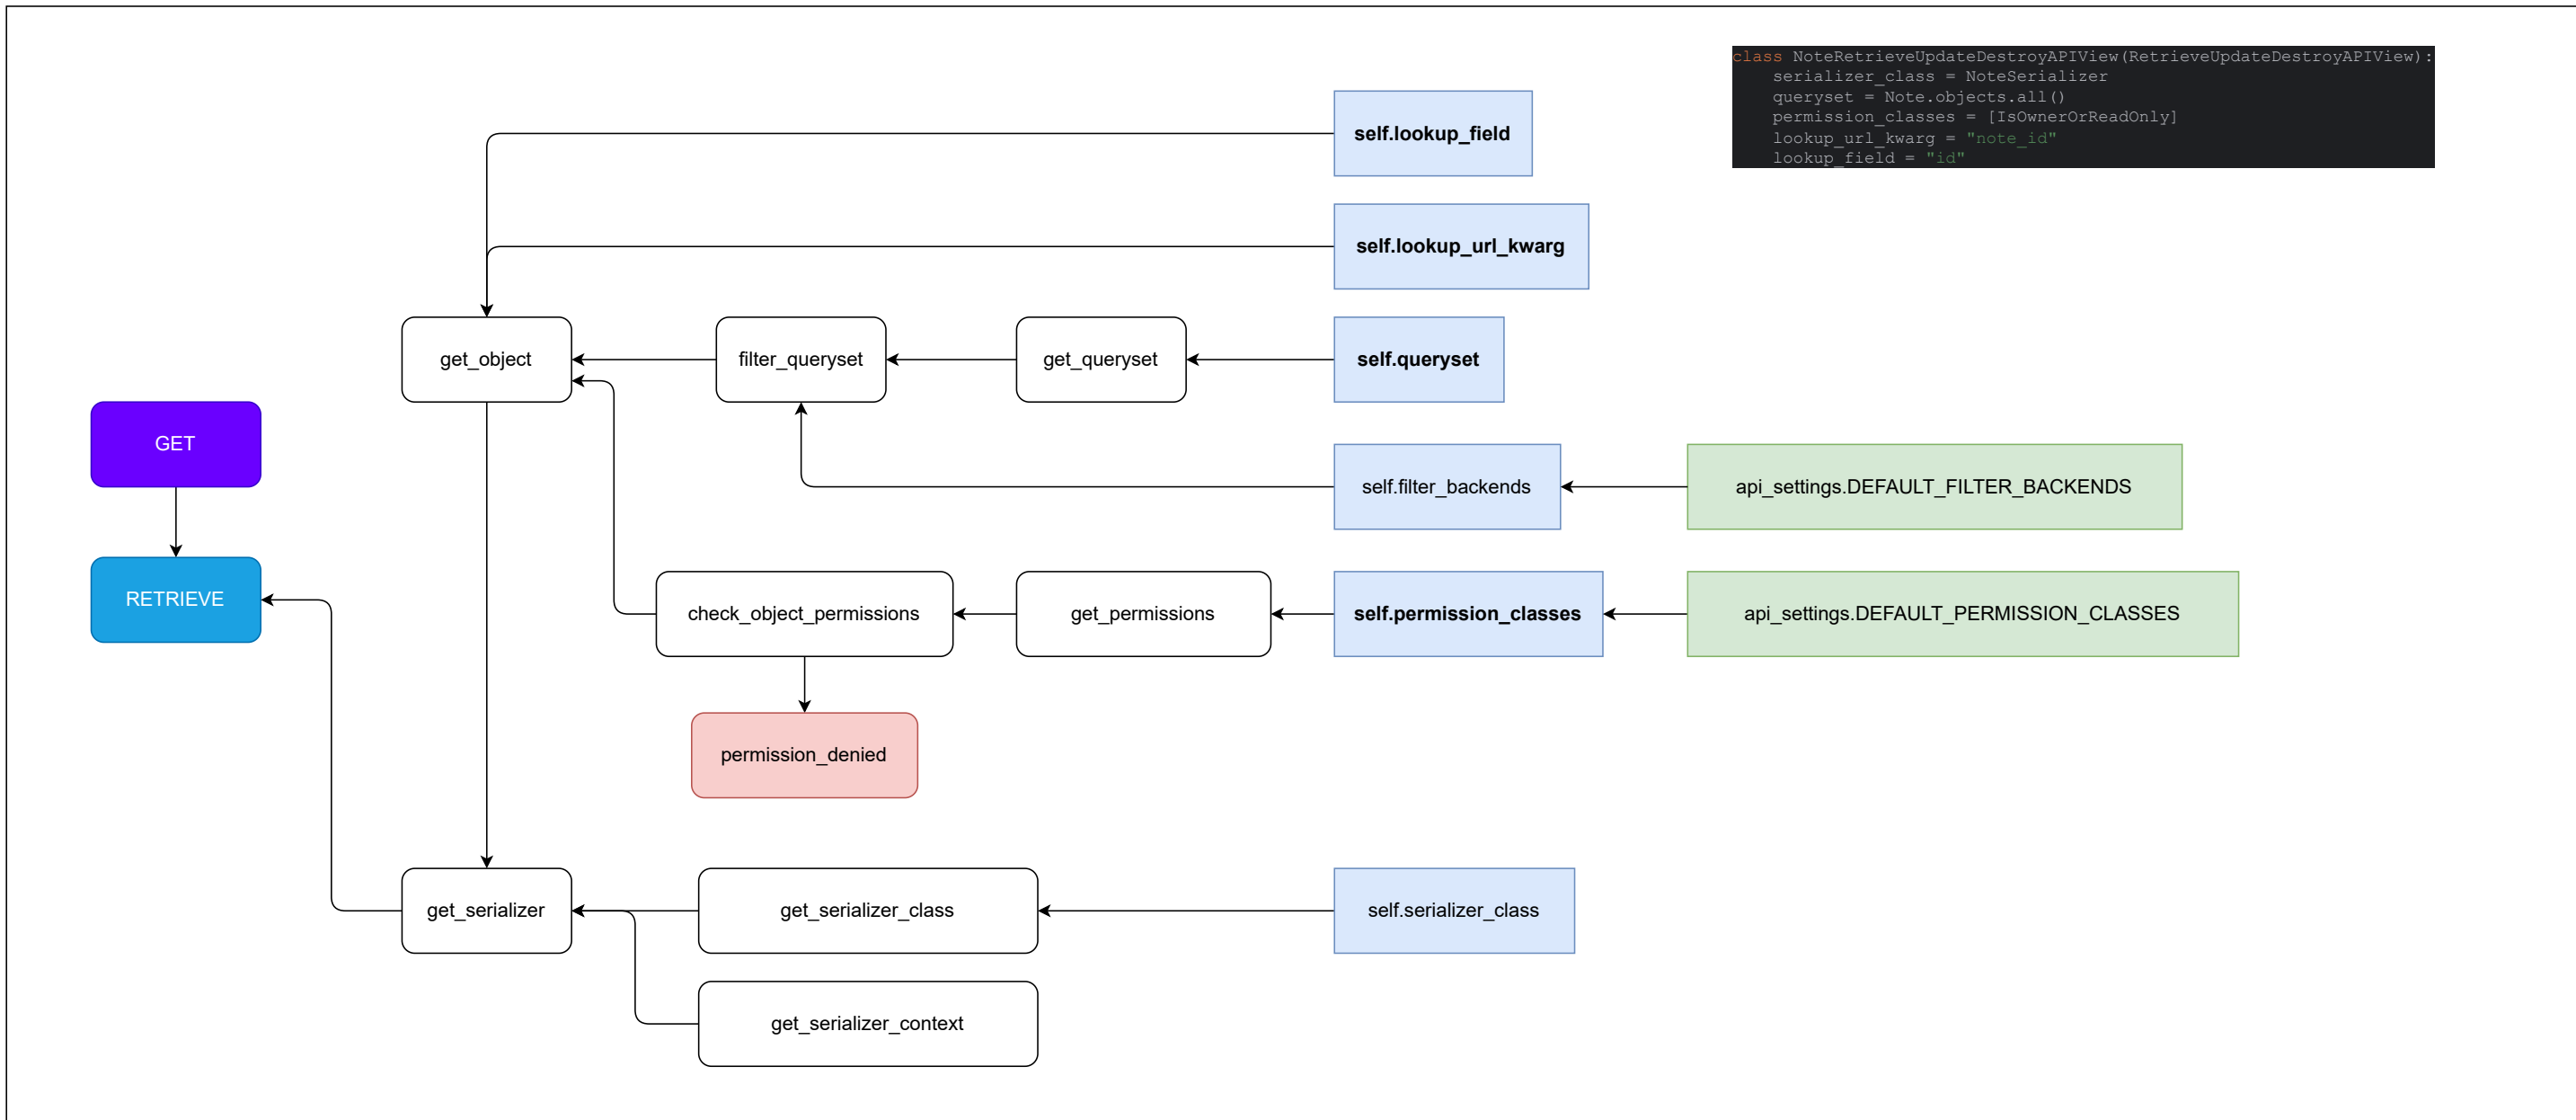 class NoteRetrieveUpdateDestroyAPIView(RetrieveUpdateDestroyAPIView):
serializer_class = NoteSerializer
queryset = Note.objects.all()
permission_classes = [IsOwnerOrReadOnly]
lookup_url_kwarg = "note_id"
lookup_field = "id"
self.lookup_field
self.lookup_url_kwarg
get_object
filter_queryset
get_queryset
self.queryset
GET
self.filter_backends
api_settings.DEFAULT_FILTER_BACKENDS
RETRIEVE
check_object_permissions
get_permissions
self.permission_classes
api_settings.DEFAULT_PERMISSION_CLASSES
permission_denied
get_serializer
get_serializer_class
self.serializer_class
get_serializer_context